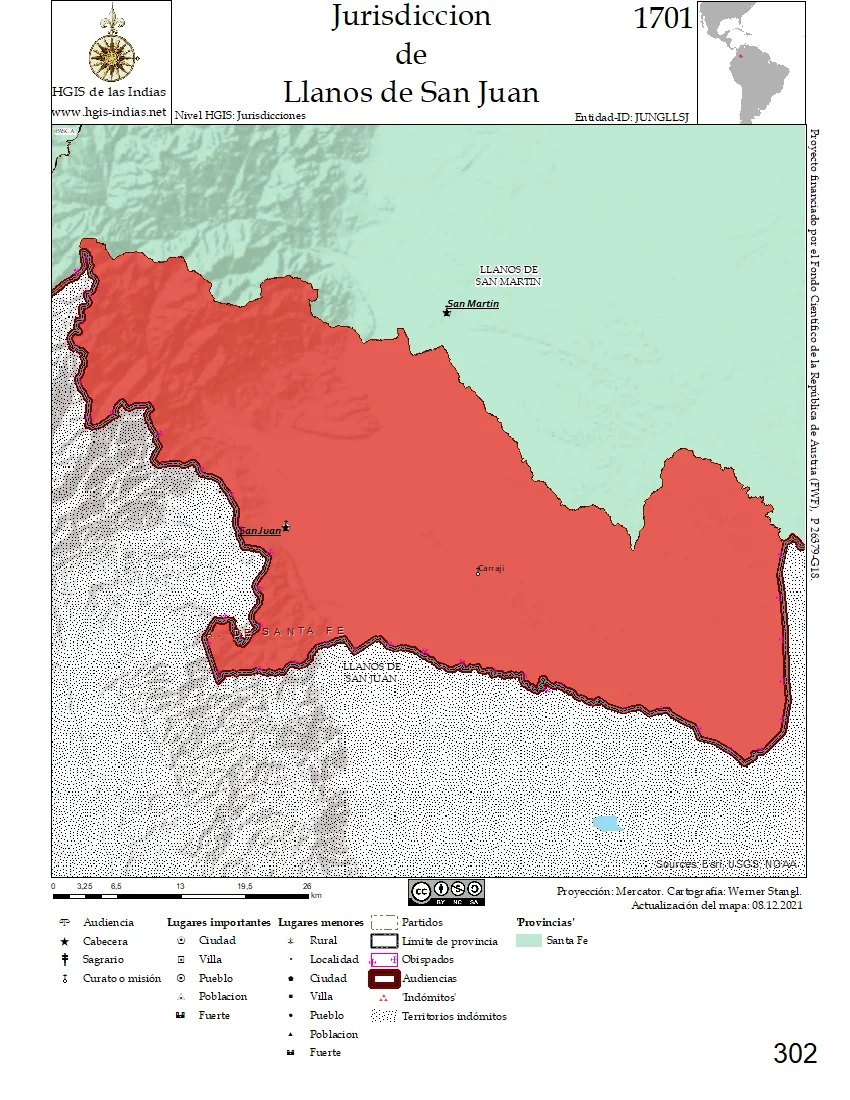 Jurisdiccion
de
Llanos de San Juan
1701
HGIS de las Indias
www.hgis-indias.net
Nivel HGIS: Jurisdicciones
Entidad-ID: JUNGLLSJ
Proyecto financiado por el Fondo Científico de la República de Austria (FWF), P 26379-G18.
LLANOS DE
SAN MARTIN
San Martin
San Juan
Carraji
DE SANTA FE
LLANOS DE
SAN JUAN
Sources: Esri, USGS, NOAA
0 3,25 6,5 13 19,5 26
km
cc
BY NC SA
Proyección: Mercator. Cartografía: Werner Stangl.
Actualización del mapa: 08.12.2021
Audiencia
Cabecera
Sagrario
Curato o misión
Lugares importantes
Ciudad
Villa
Pueblo
Poblacion
Fuerte
Lugares menores
Rural
Localidad
Ciudad
Villa
Pueblo
Poblacion
Fuerte
Partidos
Límite de provincia
Obispados
Audiencias
'Indómitos'
Territorios indómitos
'Provincias'
Santa Fe
302